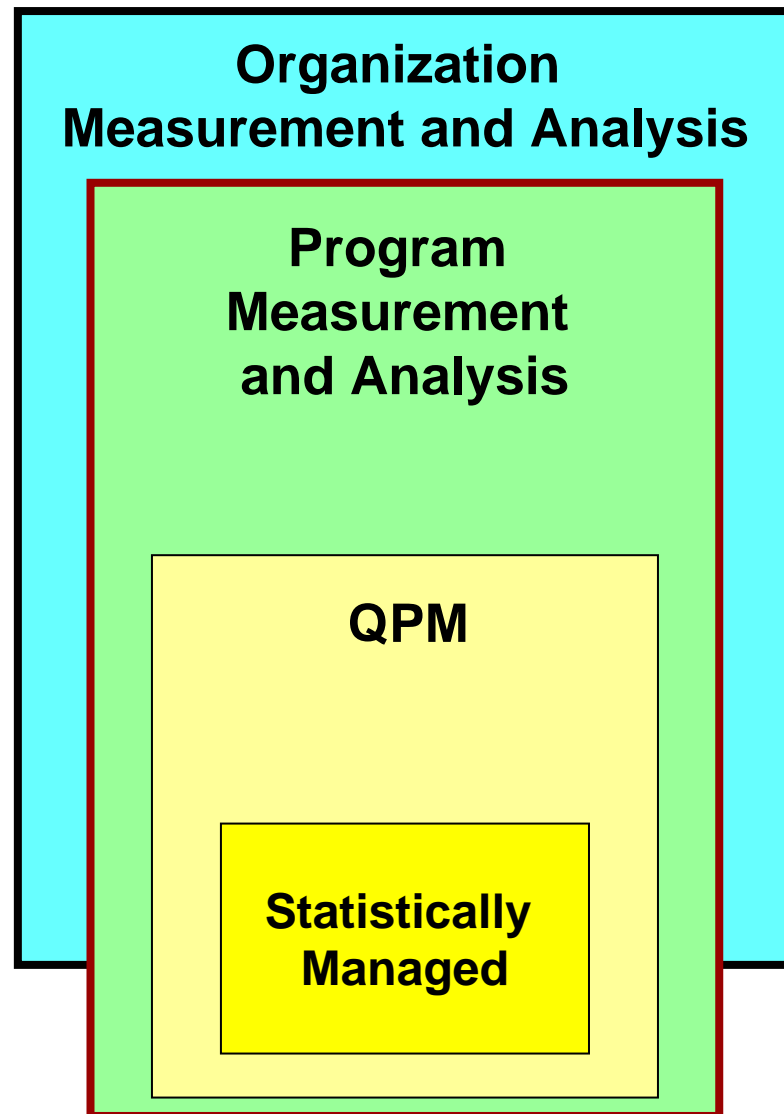 Organization
Measurement and Analysis
Program
Measurement
and Analysis
QPM
Statistically
Managed